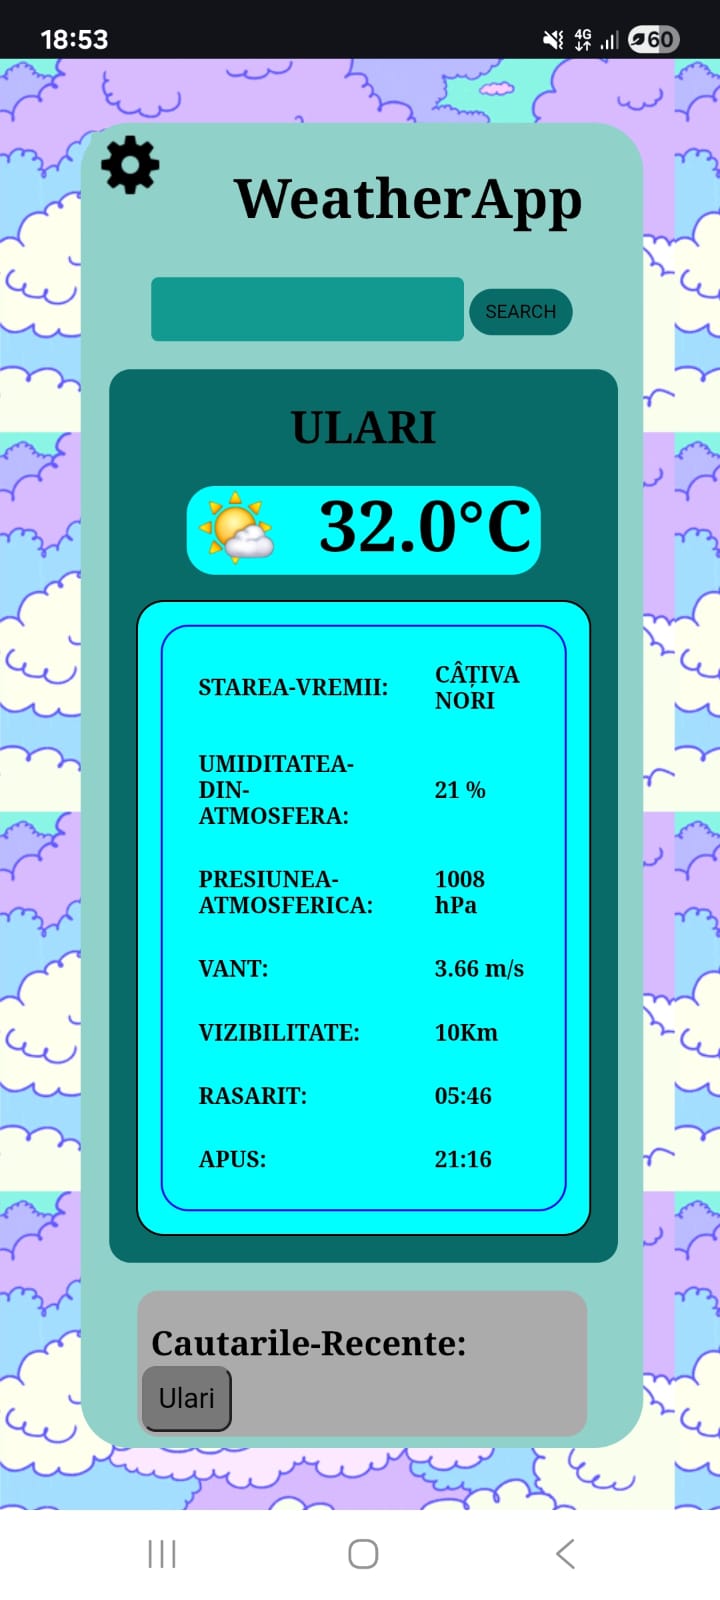 18:53
4G
60
WeatherApp
SEARCH
ULARI
32.0°C
STAREA-VREMII:
CÂȚIVA
NORI
UMIDITATEA-
DIN-
ATMOSFERA:
21 %
PRESIUNEA-
ATMOSFERICA:
1008
hPa
VANT:
3.66 m/s
VIZIBILITATE:
10Km
RASARIT:
05:46
APUS:
21:16
Cautarile-Recente:
Ulari